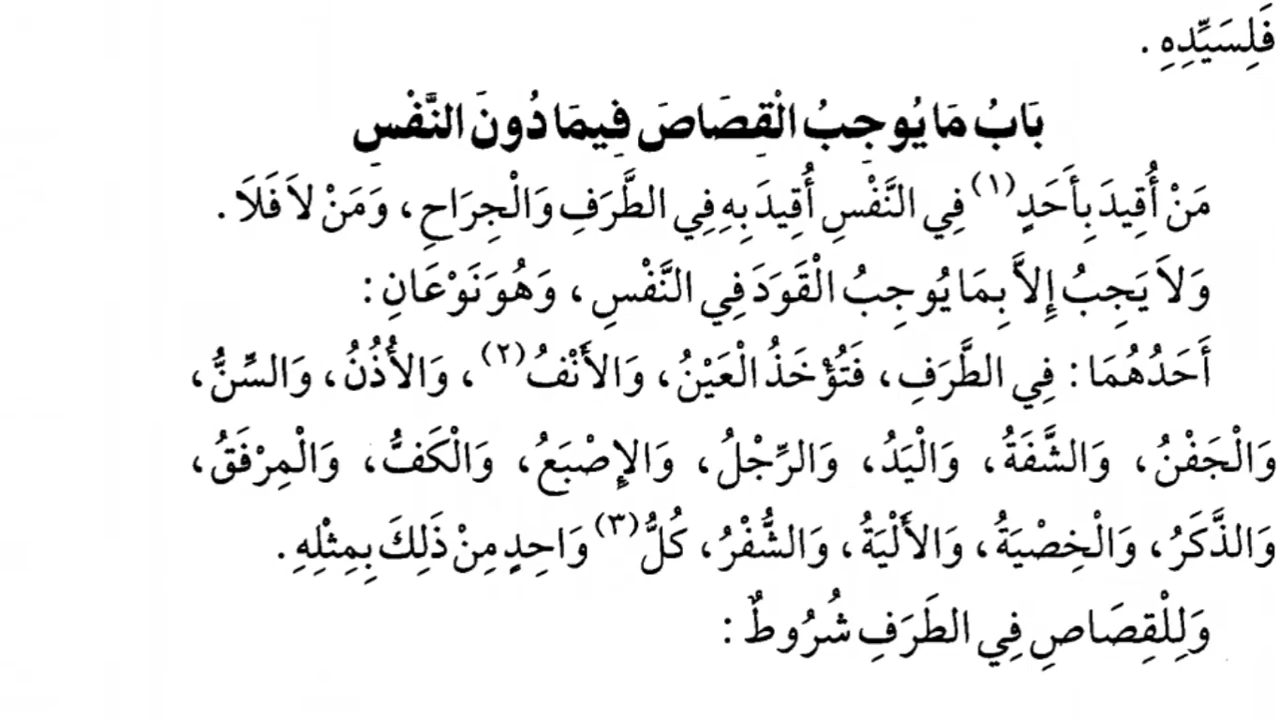 فَلِسَيِّدِهِ .
بَابُ مَا يُوجِبُ الْقِصَاصَ فِيمَا دُونَ النَّفْسِ
مَنْ أُقِيدَ بِأَحَدٍ (١) فِي النَّفْسِ أُقِيدَ بِهِ فِي الطَّرَفِ وَالْجِرَاحِ، وَمَنْ لاَ فَلاَ .
وَلاَ يَجِبُ إِلاَّ بِمَا يُوجِبُ الْقَوَدَ فِي النَّفْسِ، وَهُوَ نَوْعَانِ :
أَحَدُهُمَا : فِي الطَّرَفِ، فَتُؤْخَذُ الْعَيْنُ، وَالأَنْفُ (٢)، وَالأُذُنُ، وَالسِّنُّ،
وَالْجَفْنُ، وَالشَّفَةُ، وَالْيَدُ، وَالرِّجْلُ، وَالإِصْبَعُ، وَالْكَفُّ، وَالْمِرْفَقُ،
وَالذَّكَرُ، وَالْخِصْيَةُ، وَالأَلْيَةُ، وَالشُّفْرُ، كُلُّ (٣) وَاحِدٍ مِنْ ذَلِكَ بِمِثْلِهِ .
وَلِلْقِصَاصِ فِي الطَرَفِ شُرُوطٌ :